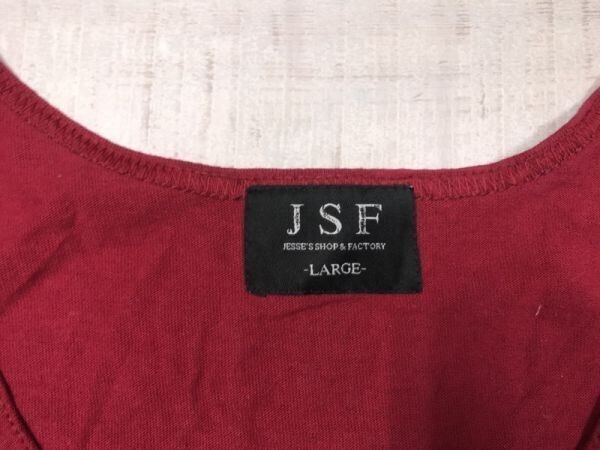 JSF
JESSE'S SHOP & FACTORY
-LARGE-